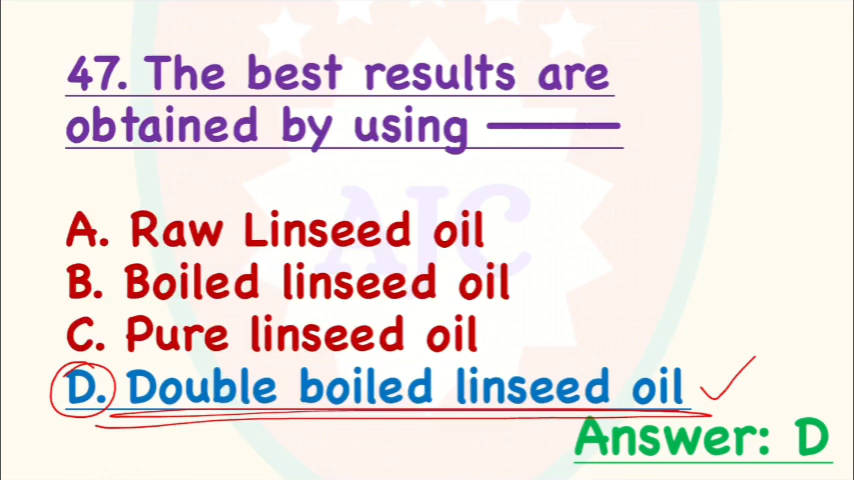 47. The best results are
obtained by using ———
AJC
A. Raw Linseed oil
B. Boiled linseed oil
C. Pure linseed oil
D. Double boiled linseed oil
Answer: D